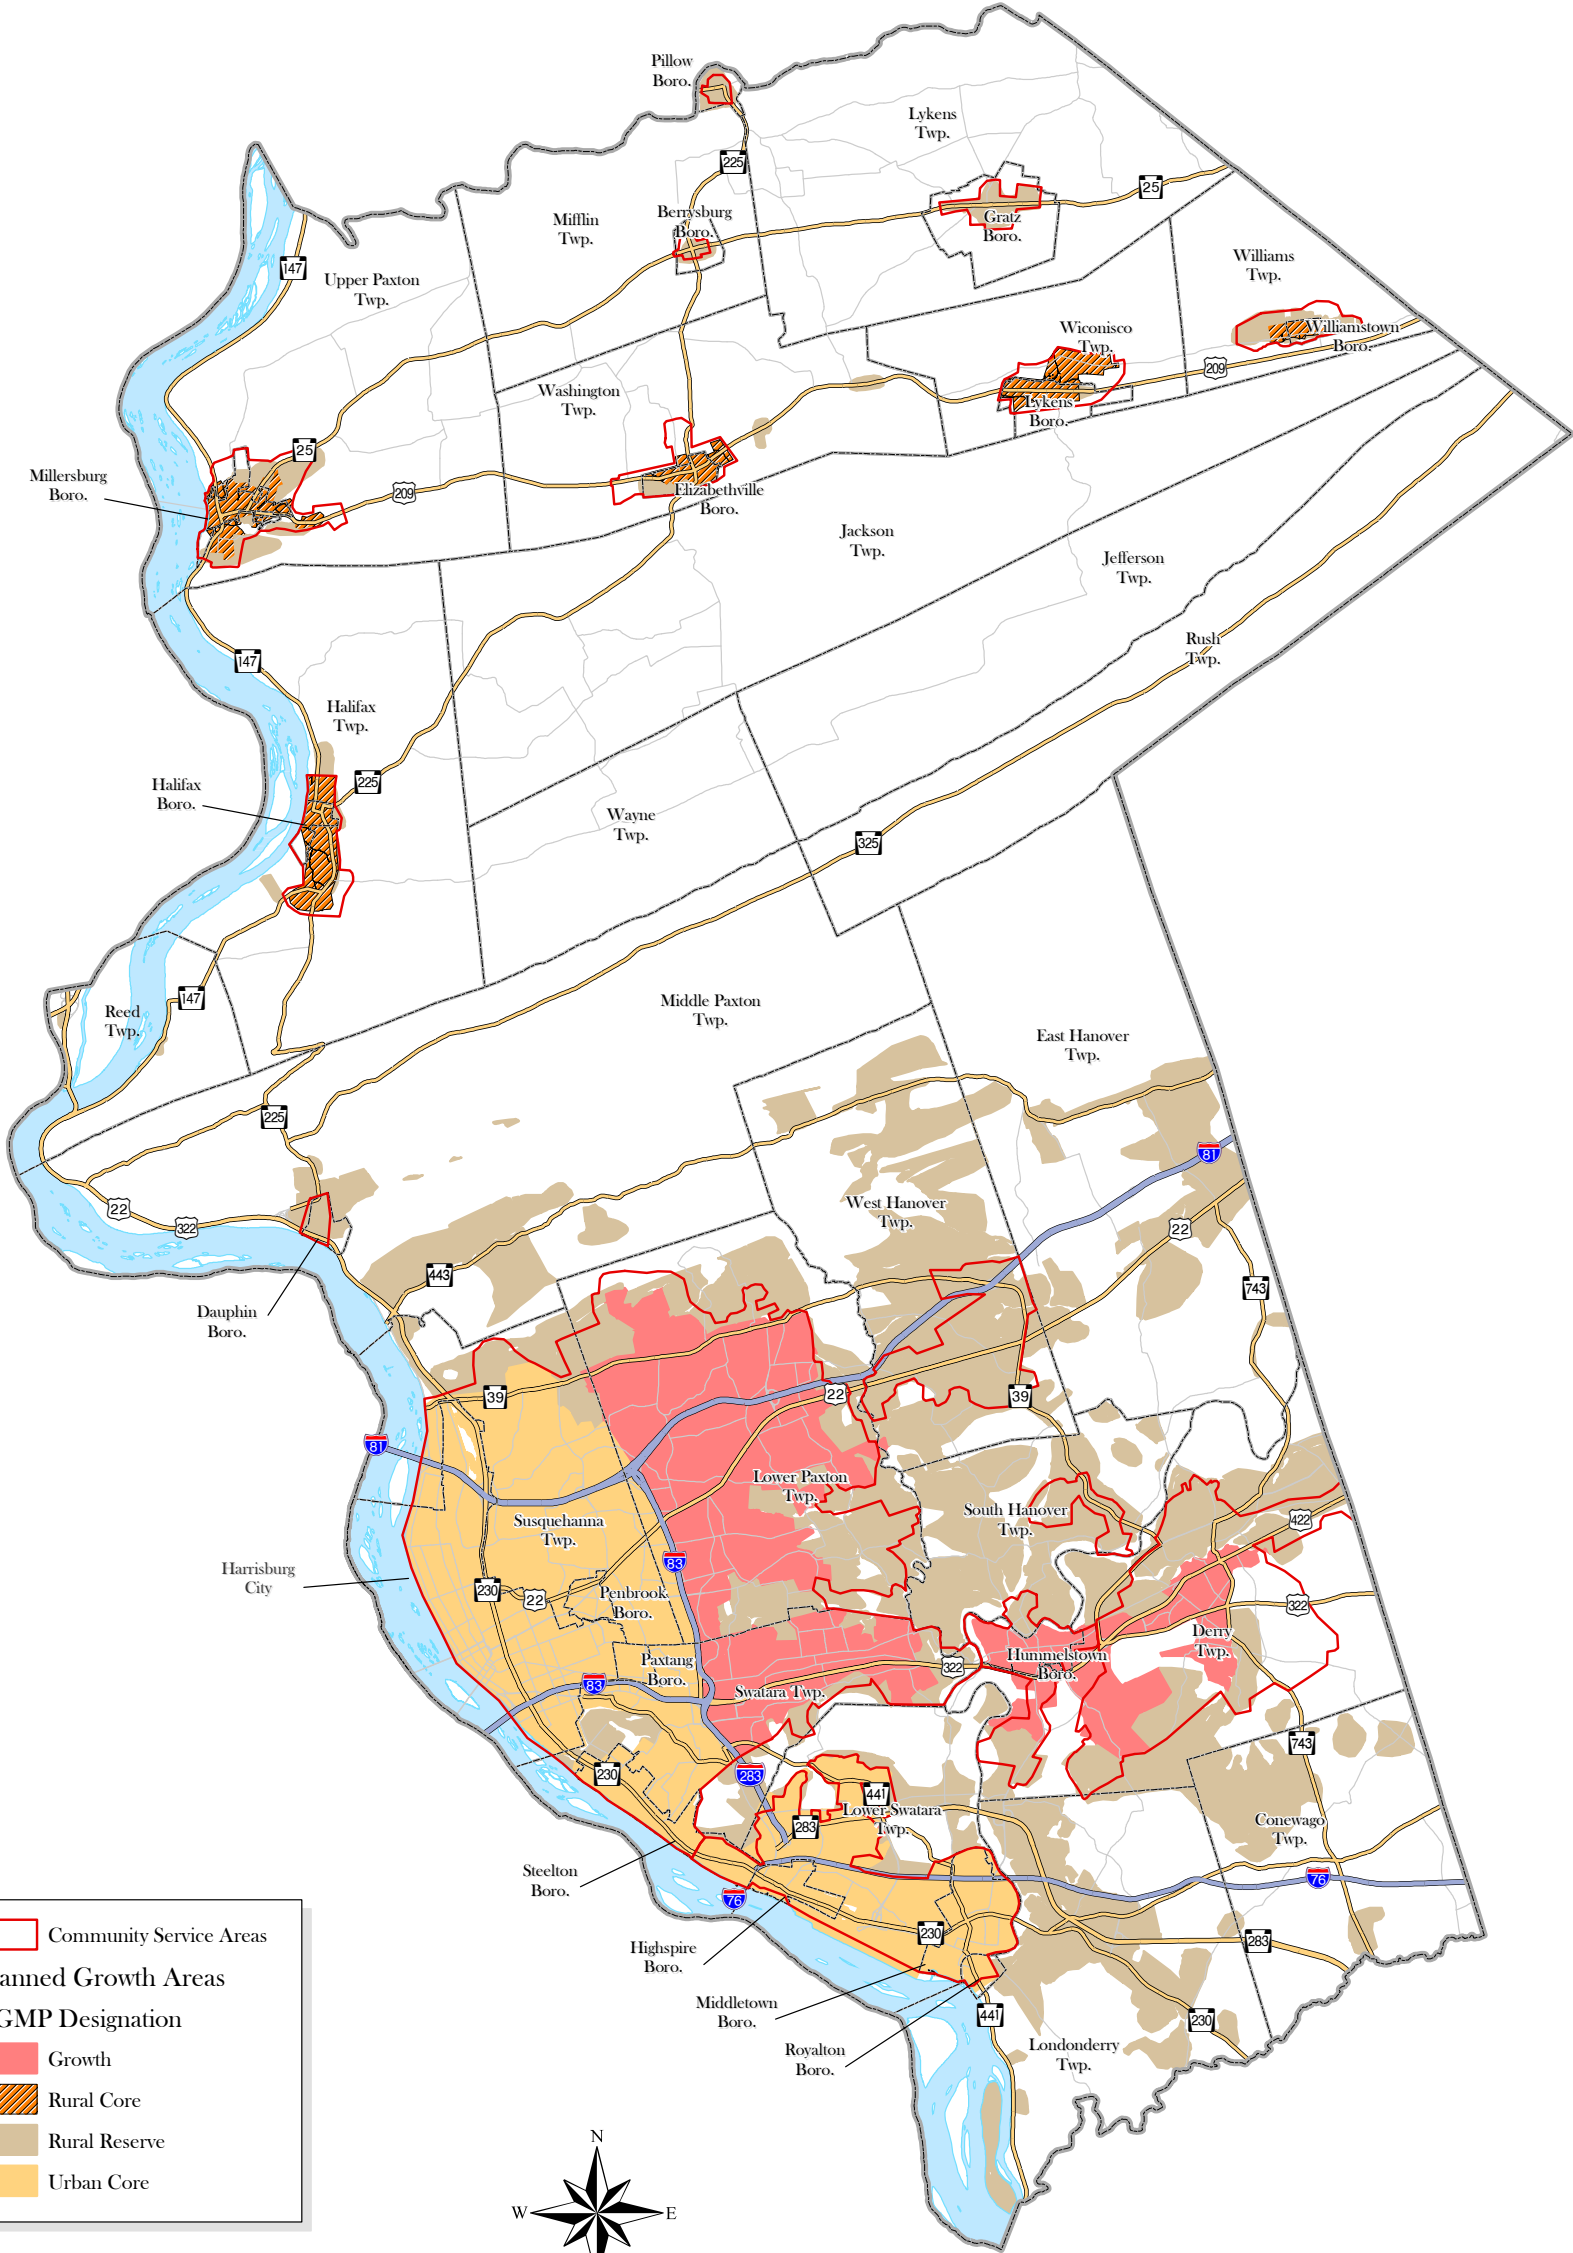 Pillow
Boro.
Lykens
Twp.
225
25
Mifflin
Twp.
Berrysburg
Boro.
Gratz
Boro.
Williams
Twp.
147
Upper Paxton
Twp.
Wiconisco
Twp.
Williamstown
Boro.
209
Washington
Twp.
Lykens
Boro.
25
Millersburg
Boro.
209
Elizabethville
Boro.
Jackson
Twp.
Jefferson
Twp.
Rush
Twp.
147
Halifax
Twp.
225
Halifax
Boro.
Wayne
Twp.
325
147
Reed
Twp.
Middle Paxton
Twp.
East Hanover
Twp.
225
81
22
322
West Hanover
Twp.
22
443
743
Dauphin
Boro.
39
22
39
81
Lower Paxton
Twp.
South Hanover
Twp.
422
Susquehanna
Twp.
83
Harrisburg
City
230
22
Penbrook
Boro.
322
Derry
Twp.
Hummelstown
Boro.
Paxtang
Boro.
322
83
Swatara Twp.
743
230
283
441
Lower Swatara
Twp.
283
Conewago
Twp.
Steelton
Boro.
76
76
230
283
Highspire
Boro.
Middletown
Boro.
441
230
Royalton
Boro.
Londonderry
Twp.
Community Service Areas
anned Growth Areas
GMP Designation
Growth
Rural Core
Rural Reserve
Urban Core
N
W
E